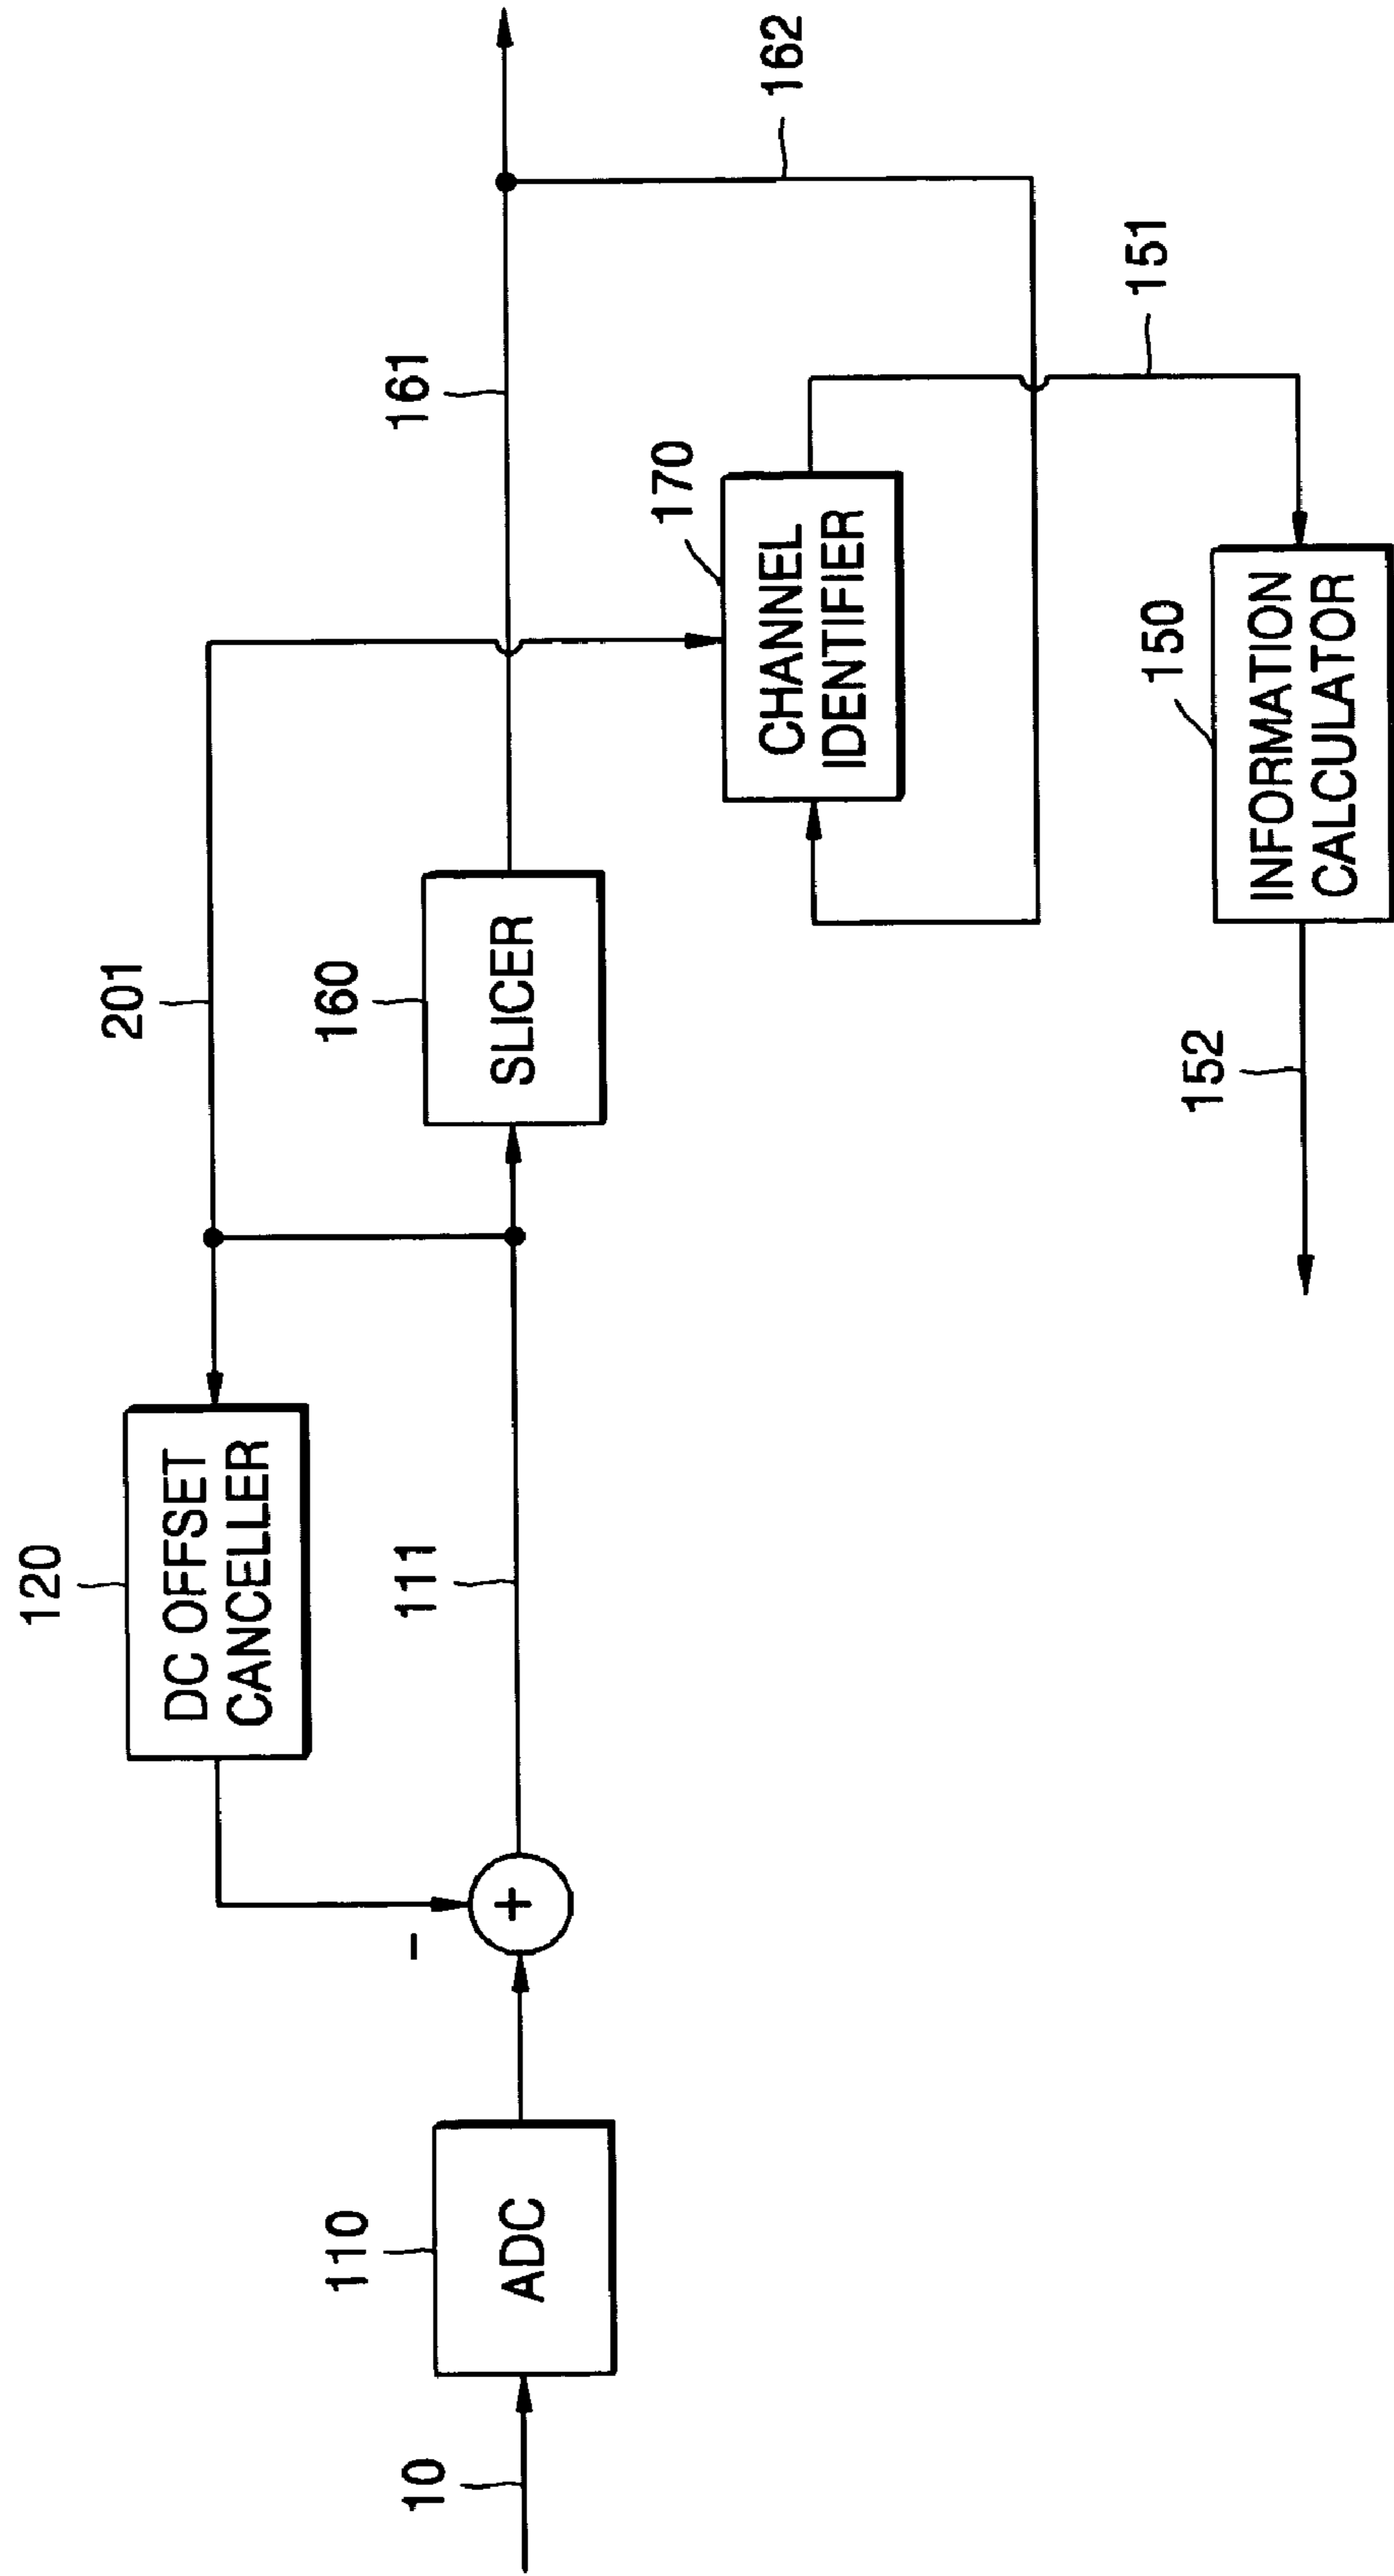 10
110
ADC
-
+
120
DC OFFSET
CANCELLER
111
201
160
SLICER
161
162
170
CHANNEL
IDENTIFIER
151
150
INFORMATION
CALCULATOR
152